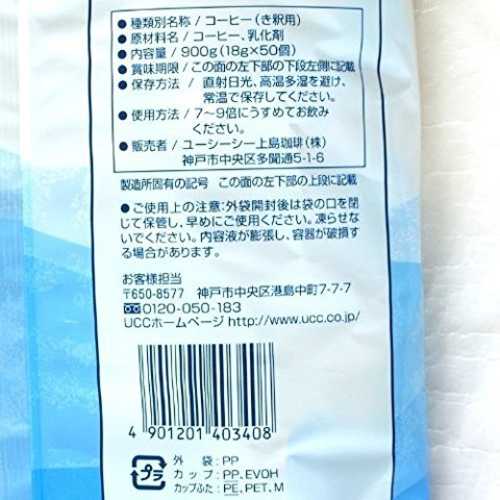 ● 種類別名称 / コーヒー（き釈用）
● 原材料名 / コーヒー、乳化剤
● 内容量 / 900g(18g×50個)
● 賞味期限 / この面の左下部の下段左側に記載
● 保存方法 / 直射日光、高温多湿を避け、
常温で保存してください。
● 使用方法 / 7〜9倍にうすめてお飲み
ください。
● 販売者 / ユーシーシー上島珈琲(株)
神戸市中央区多聞通5-1-6
製造所固有の記号 この面の左下部の上段に記載
● ご使用上の注意:外袋開封後は袋の口を閉
じて保管し、早めにご使用ください。凍らせな
いでください。内容液が膨張し、容器が破損す
る場合があります。
お客様担当
〒650-8577 神戸市中央区港島中町7-7-7
0120-050-183
UCCホームページ http://www.ucc.co.jp/
4 901201 403408
プラ
外 袋:PP
カ ッ プ:PP、EVOH
カップふた:PE、PET、M